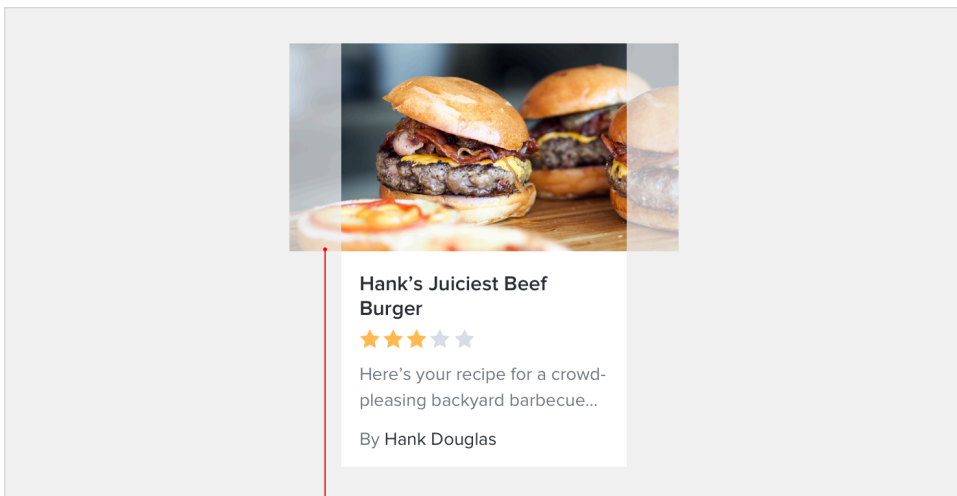 Hank’s Juiciest Beef
Burger
Here’s your recipe for a crowd-
pleasing backyard barbecue...
By Hank Douglas